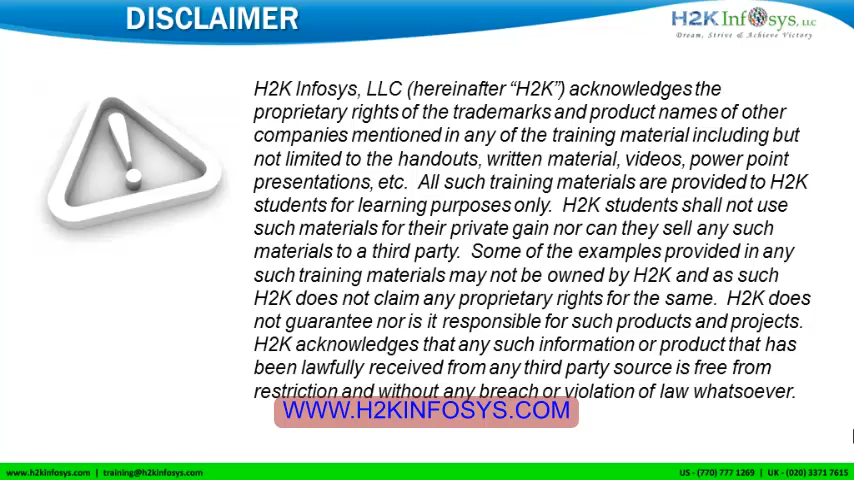 DISCLAIMER
H2K Infosys, LLC
Dream, Strive & Achieve Victory
H2K Infosys, LLC (hereinafter “H2K”) acknowledges the
proprietary rights of the trademarks and product names of other
companies mentioned in any of the training material including but
not limited to the handouts, written material, videos, power point
presentations, etc.  All such training materials are provided to H2K
students for learning purposes only.  H2K students shall not use
such materials for their private gain nor can they sell any such
materials to a third party.  Some of the examples provided in any
such training materials may not be owned by H2K and as such
H2K does not claim any proprietary rights for the same.  H2K does
not guarantee nor is it responsible for such products and projects.
H2K acknowledges that any such information or product that has
been lawfully received from any third party source is free from
restriction and without any breach or violation of law whatsoever.
WWW.H2KINFOSYS.COM
www.h2kinfosys.com | training@h2kinfosys.com
US - (770) 777 1269 | UK - (020) 3371 7615